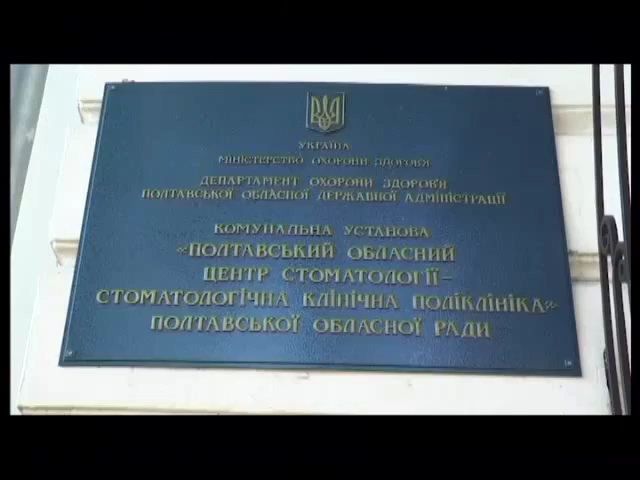 УКРАЇНА
МІНІСТЕРСТВО ОХОРОНИ ЗДОРОВ'Я
ДЕПАРТАМЕНТ ОХОРОНИ ЗДОРОВ'Я
ПОЛТАВСЬКОЇ ОБЛАСНОЇ ДЕРЖАВНОЇ АДМІНІСТРАЦІЇ
КОМУНАЛЬНА УСТАНОВА
«ПОЛТАВСЬКИЙ ОБЛАСНИЙ
ЦЕНТР СТОМАТОЛОГІЇ–
СТОМАТОЛОГІЧНА КЛІНІЧНА ПОЛІКЛІНІКА»
ПОЛТАВСЬКОЇ ОБЛАСНОЇ РАДИ